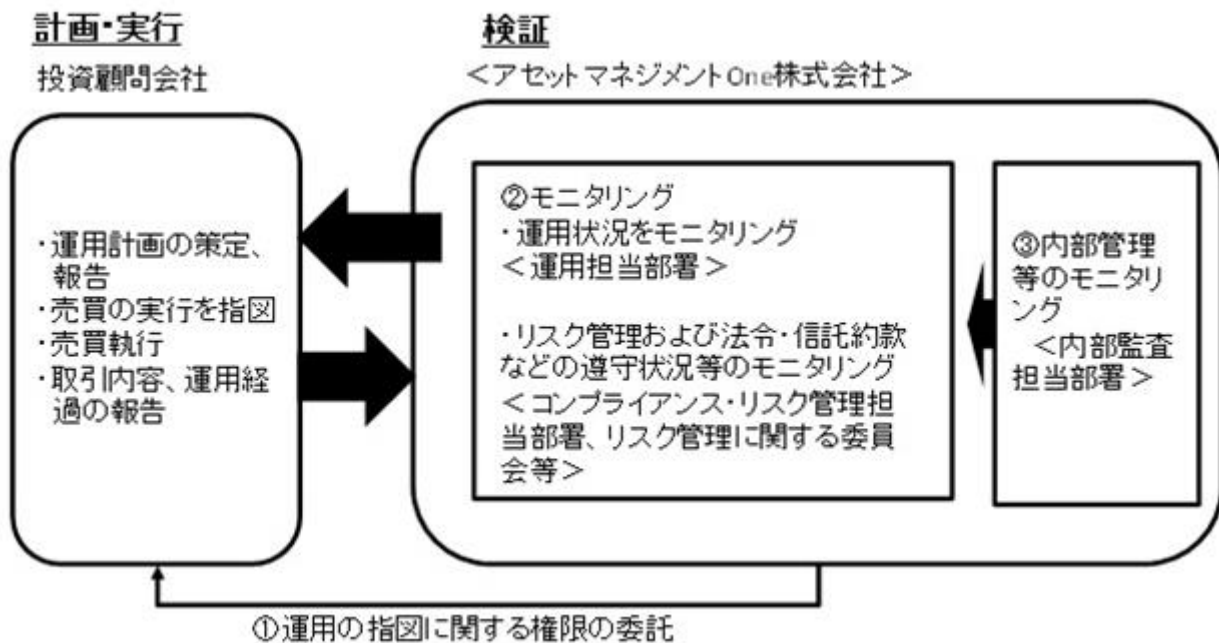 計画・実行
投資顧問会社
・運用計画の策定、
報告
・売買の実行を指図
・売買執行
・取引内容、運用経
過の報告
検証
＜アセットマネジメントOne株式会社＞
②モニタリング
・運用状況をモニタリング
＜運用担当部署＞
・リスク管理および法令・信託約款
などの遵守状況等のモニタリング
＜コンプライアンス・リスク管理担
当部署、リスク管理に関する委員
会等＞
③内部管理
等のモニタリ
ング
＜内部監査
担当部署＞
①運用の指図に関する権限の委託